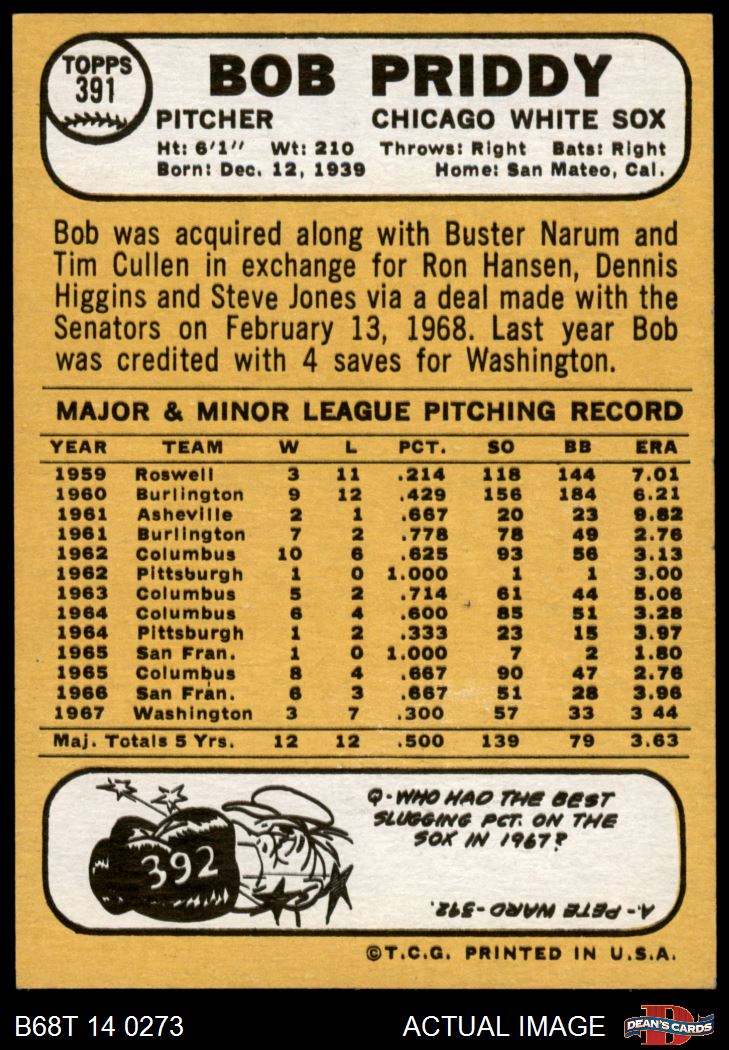 TOPPS
391
BOB PRIDDY
PITCHER CHICAGO WHITE SOX
Ht: 6'1" Wt: 210 Throws: Right Bats: Right
Born: Dec. 12, 1939 Home: San Mateo, Cal.
Bob was acquired along with Buster Narum and
Tim Cullen in exchange for Ron Hansen, Dennis
Higgins and Steve Jones via a deal made with the
Senators on February 13, 1968. Last year Bob
was credited with 4 saves for Washington.
MAJOR & MINOR LEAGUE PITCHING RECORD
YEAR TEAM W L PCT. SO BB ERA
1959 Roswell 3 11 .214 118 144 7.01
1960 Burlington 9 12 .429 156 184 6.21
1961 Asheville 2 1 .667 20 23 9.82
1961 Burlington 7 2 .778 78 49 2.76
1962 Columbus 10 6 .625 93 56 3.13
1962 Pittsburgh 1 0 1.000 1 1 3.00
1963 Columbus 5 2 .714 61 44 5.06
1964 Columbus 6 4 .600 85 51 3.28
1964 Pittsburgh 1 2 .333 23 15 3.97
1965 San Fran. 1 0 1.000 7 2 1.80
1965 Columbus 8 4 .667 90 47 2.76
1966 San Fran. 6 3 .667 51 28 3.96
1967 Washington 3 7 .300 57 33 3 44
Maj. Totals 5 Yrs. 12 12 .500 139 79 3.63
392
Q-WHO HAD THE BEST
SLUGGING PCT. ON THE
SOX IN 1967?
A-PETE WARD-392.
©T.C.G. PRINTED IN U.S.A.
B68T 14 0273 ACTUAL IMAGE
D
DEAN'S CARDS